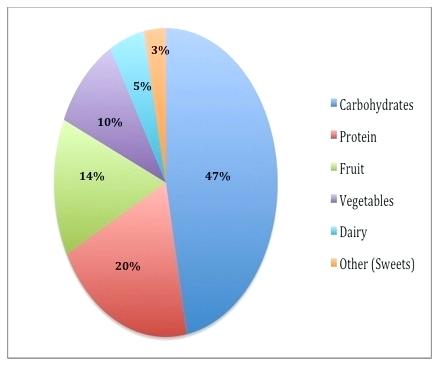 3%
5%
10%
14%
47%
20%
Carbohydrates
Protein
Fruit
Vegetables
Dairy
Other (Sweets)